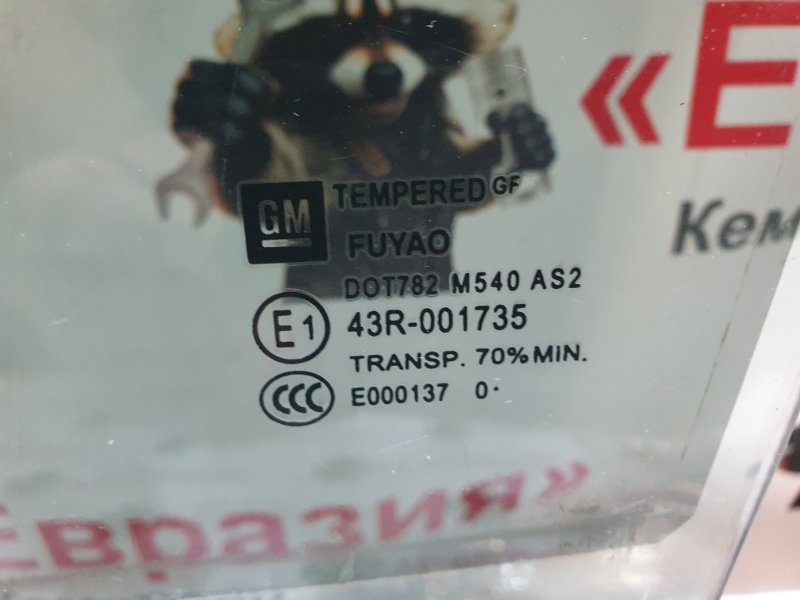 «Е
Кем
GM TEMPERED GF
FUYAO
DOT782 M540 AS2
E1 43R-001735
TRANSP. 70% MIN.
CCC E000137 0·
Евразия»